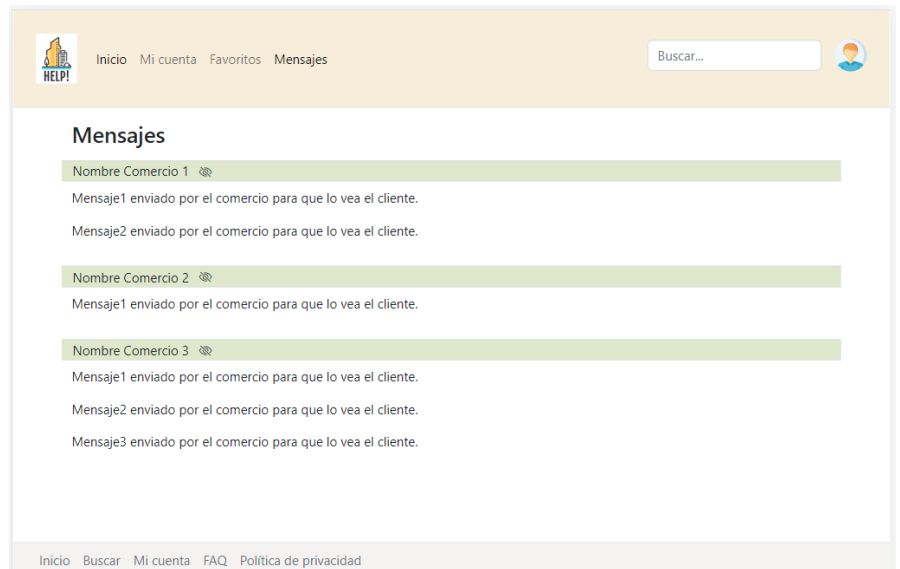 HELP!
Inicio Mi cuenta Favoritos Mensajes
Buscar...
Mensajes
Nombre Comercio 1
Mensaje1 enviado por el comercio para que lo vea el cliente.
Mensaje2 enviado por el comercio para que lo vea el cliente.
Nombre Comercio 2
Mensaje1 enviado por el comercio para que lo vea el cliente.
Nombre Comercio 3
Mensaje1 enviado por el comercio para que lo vea el cliente.
Mensaje2 enviado por el comercio para que lo vea el cliente.
Mensaje3 enviado por el comercio para que lo vea el cliente.
Inicio Buscar Mi cuenta FAQ Política de privacidad